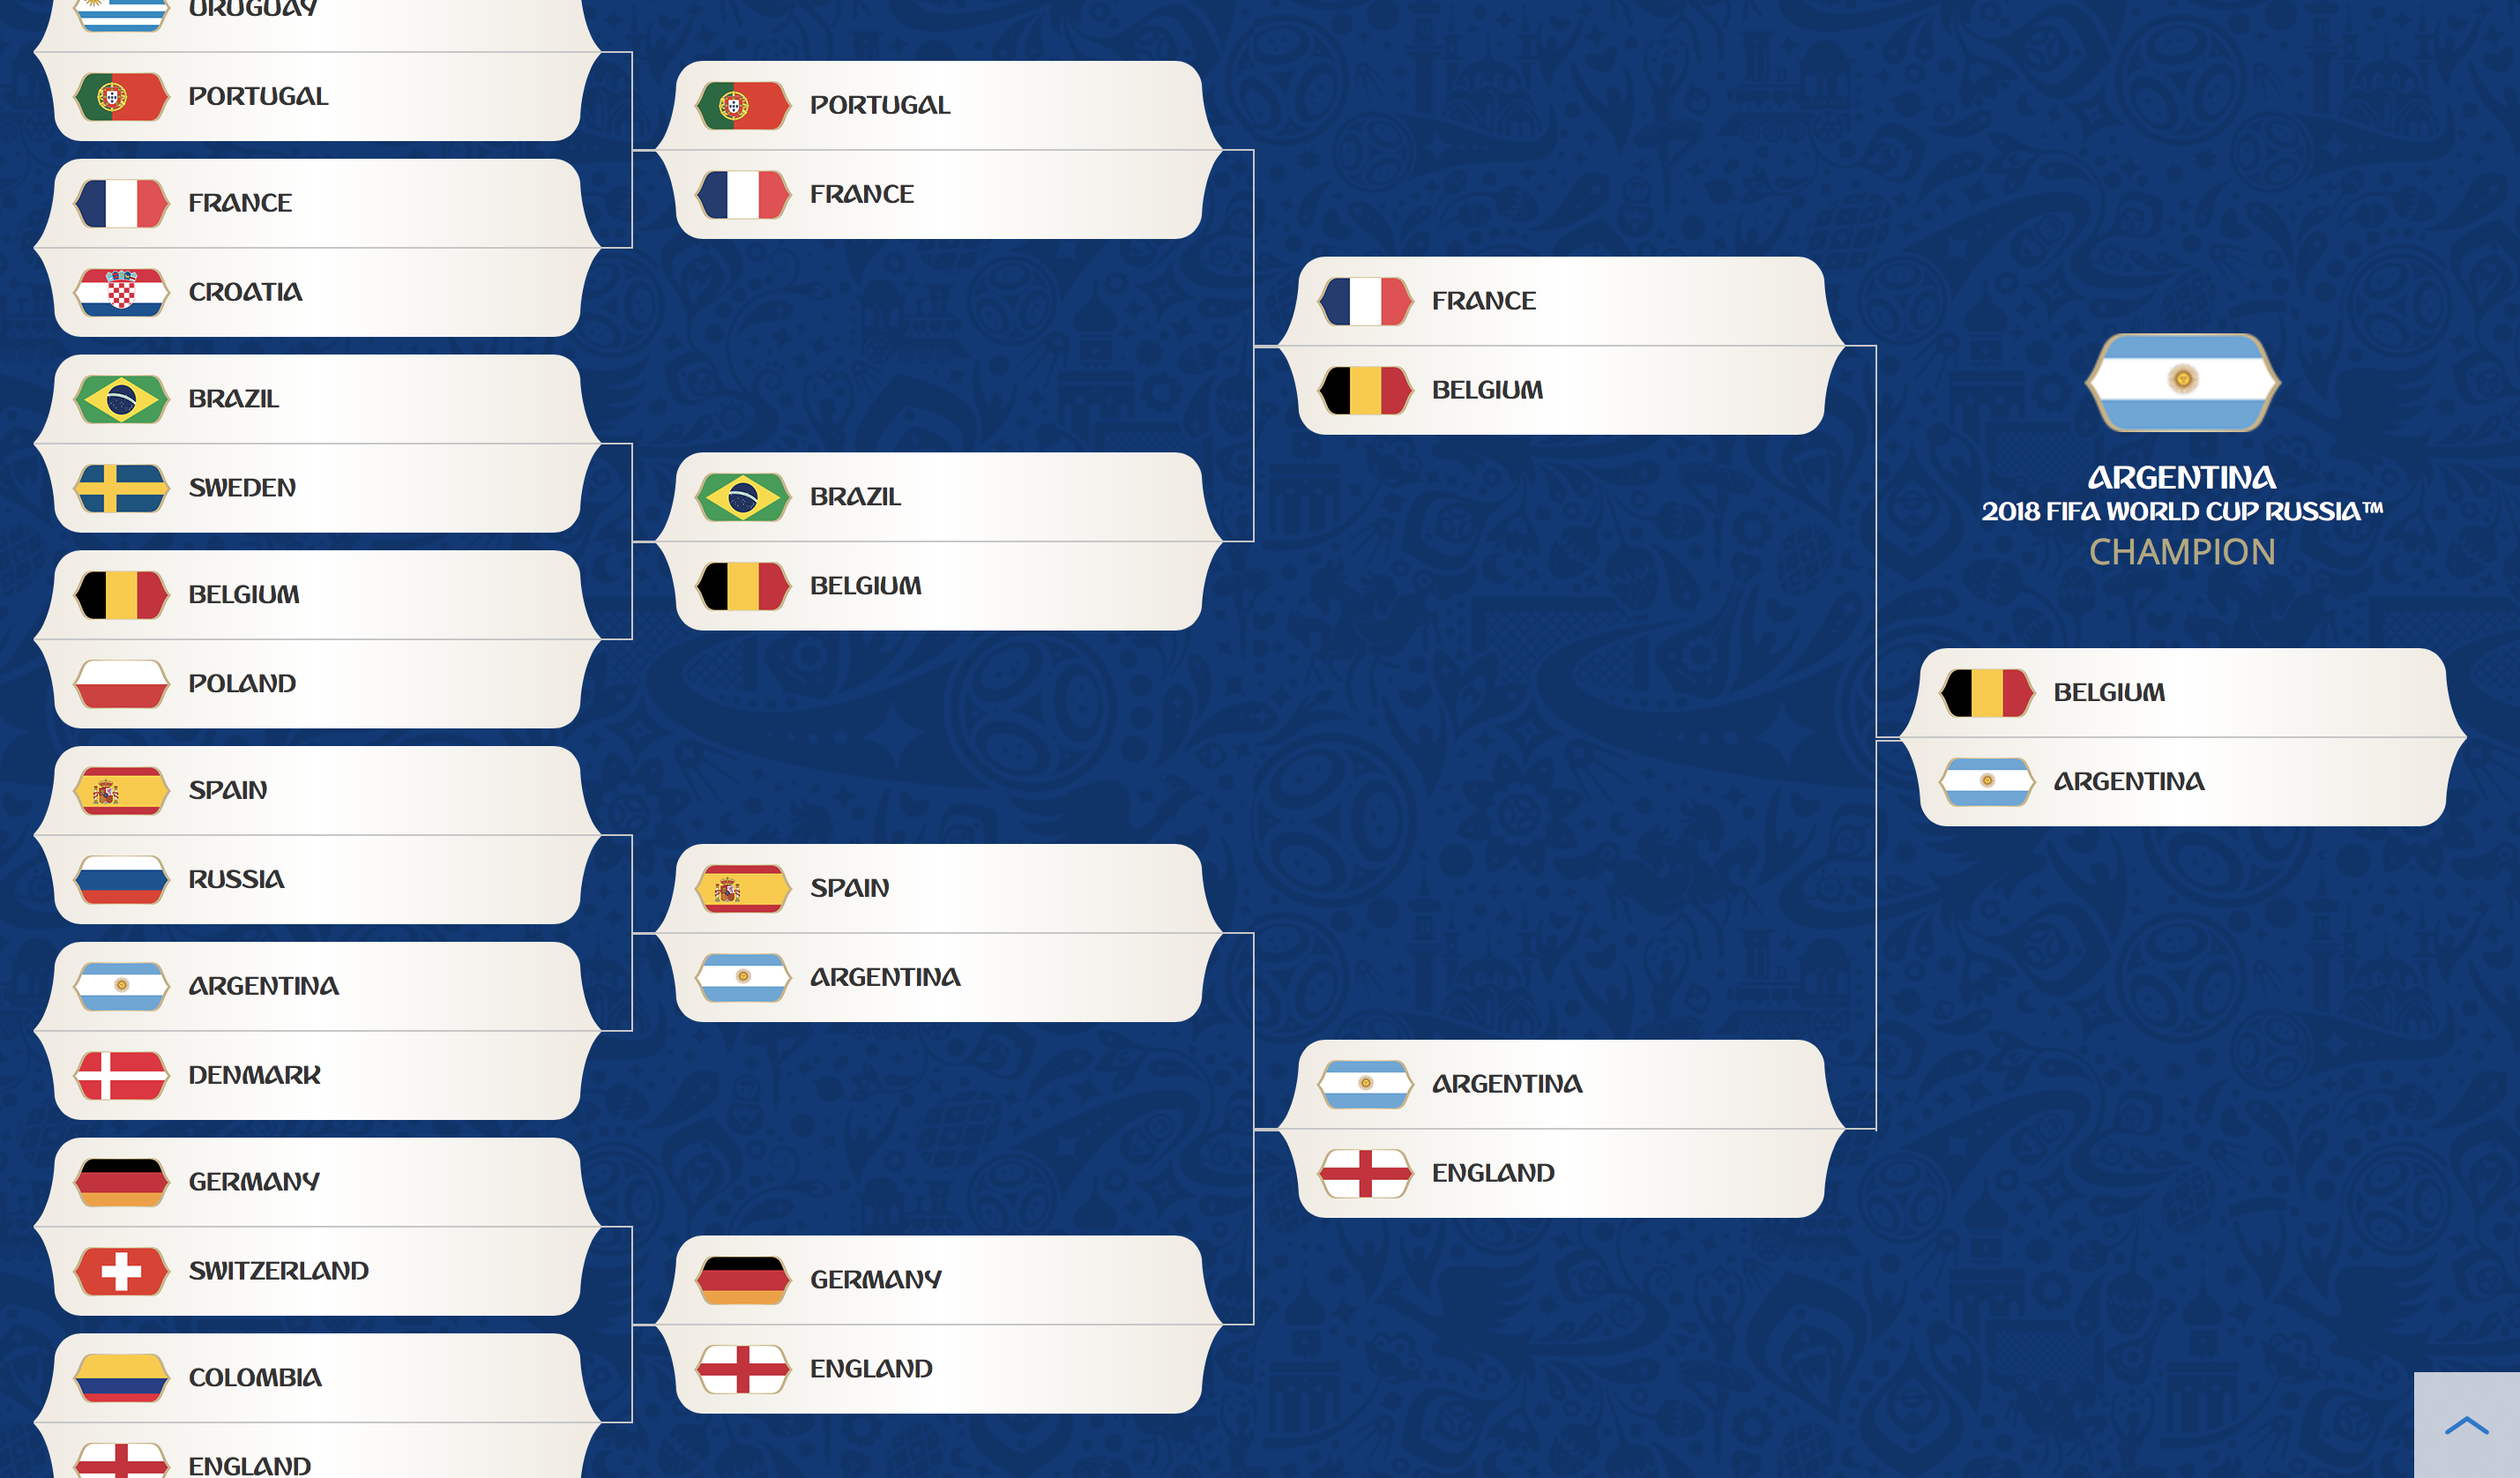 URUGUAY
PORTUGAL
FRANCE
CROATIA
BRAZIL
SWEDEN
BELGIUM
POLAND
SPAIN
RUSSIA
ARGENTINA
DENMARK
GERMANY
SWITZERLAND
COLOMBIA
ENGLAND
PORTUGAL
FRANCE
BRAZIL
BELGIUM
SPAIN
ARGENTINA
GERMANY
ENGLAND
FRANCE
BELGIUM
ARGENTINA
ENGLAND
ARGENTINA
2018 FIFA WORLD CUP RUSSIA™
CHAMPION
BELGIUM
ARGENTINA